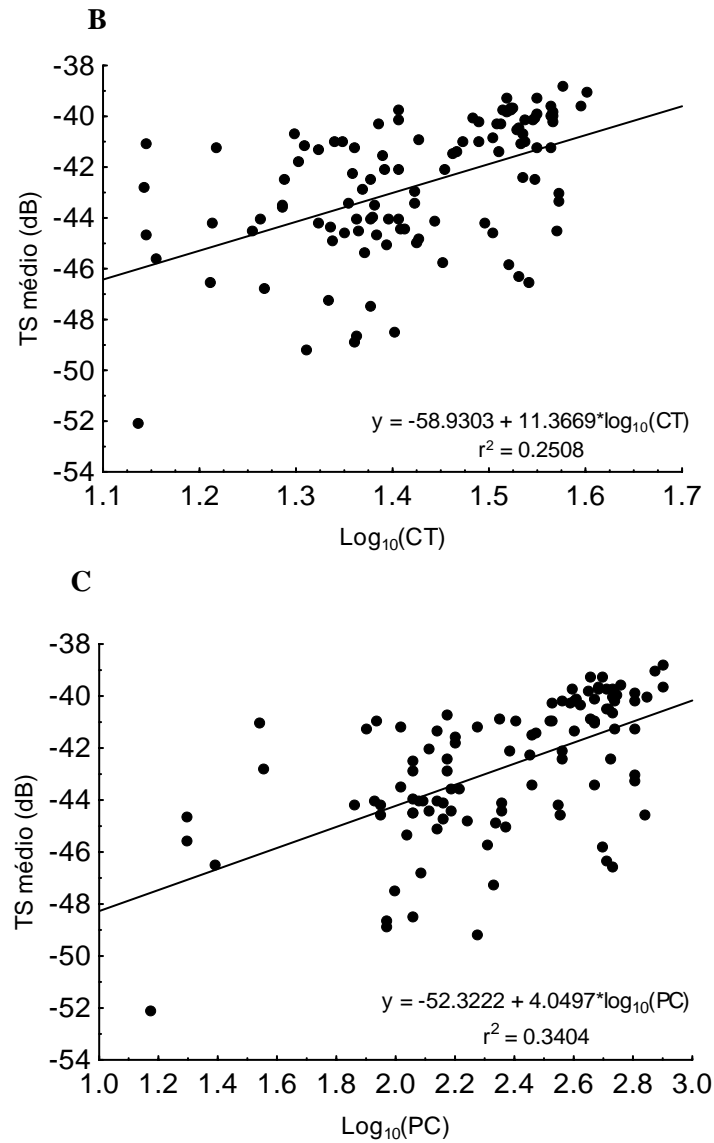 B
-38
-40
-42
-44
-46
-48
-50
-52
-54
TS médio (dB)
y = -58.9303 + 11.3669*log₁₀(CT)
r² = 0.2508
1.1 1.2 1.3 1.4 1.5 1.6 1.7
Log₁₀(CT)
C
-38
-40
-42
-44
-46
-48
-50
-52
-54
TS médio (dB)
y = -52.3222 + 4.0497*log₁₀(PC)
r² = 0.3404
1.0 1.2 1.4 1.6 1.8 2.0 2.2 2.4 2.6 2.8 3.0
Log₁₀(PC)